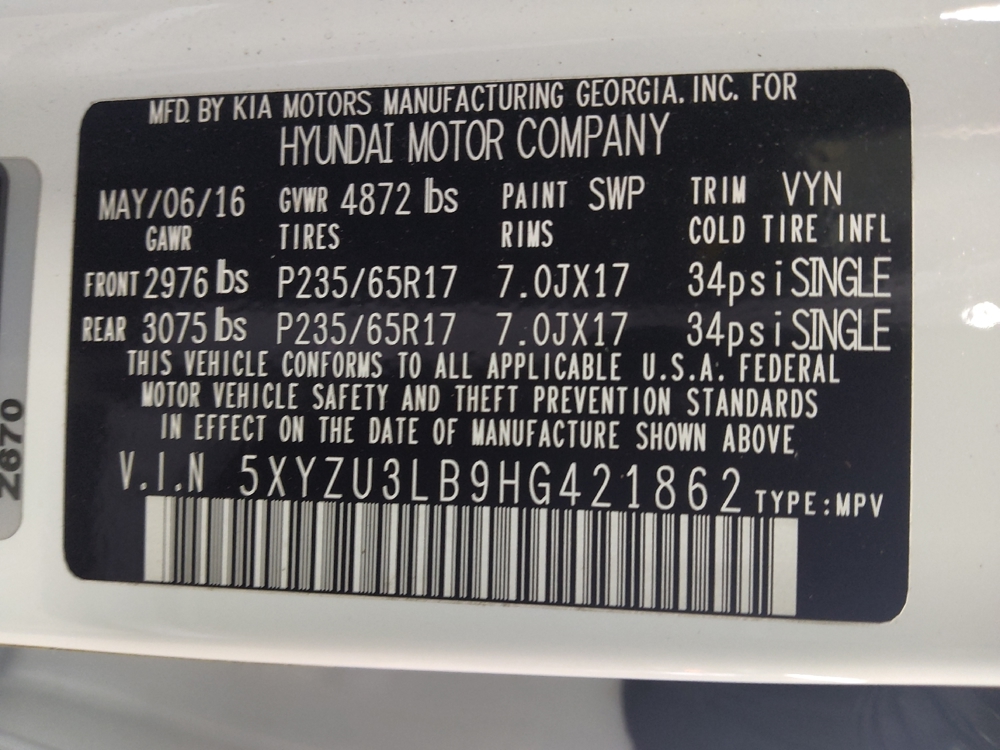 MFD. BY KIA MOTORS MANUFACTURING GEORGIA. INC. FOR
HYUNDAI MOTOR COMPANY
MAY/06/16 GVWR 4872 lbs PAINT SWP TRIM VYN
GAWR TIRES RIMS COLD TIRE INFL
FRONT 2976 lbs P235/65R17 7.0JX17 34psi SINGLE
REAR 3075 lbs P235/65R17 7.0JX17 34psi SINGLE
THIS VEHICLE CONFORMS TO ALL APPLICABLE U.S.A. FEDERAL
MOTOR VEHICLE SAFETY AND THEFT PREVENTION STANDARDS
IN EFFECT ON THE DATE OF MANUFACTURE SHOWN ABOVE.
V.I.N 5XYZU3LB9HG421862 TYPE:MPV
Z670